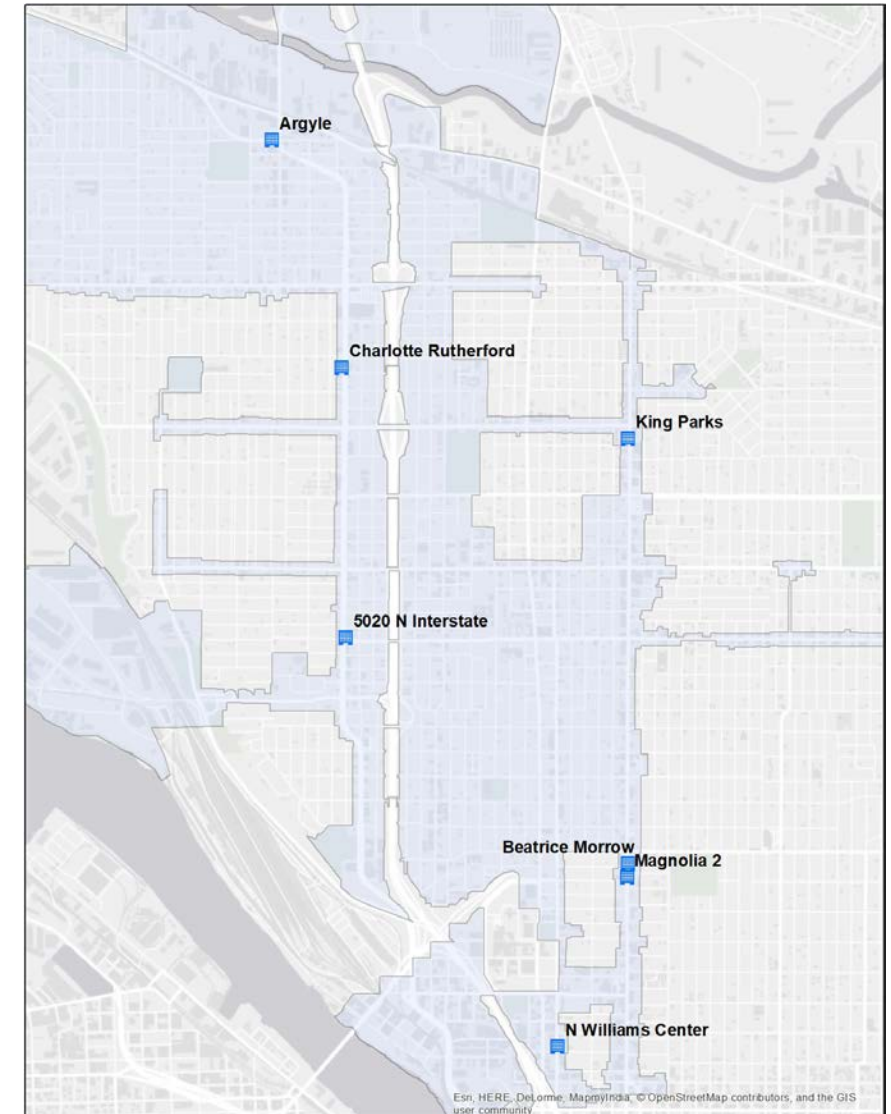 Argyle
Charlotte Rutherford
King Parks
5020 N Interstate
Beatrice Morrow
Magnolia 2
N Williams Center
Esri, HERE, DeLorme, MapmyIndia, © OpenStreetMap contributors, and the GIS
user community